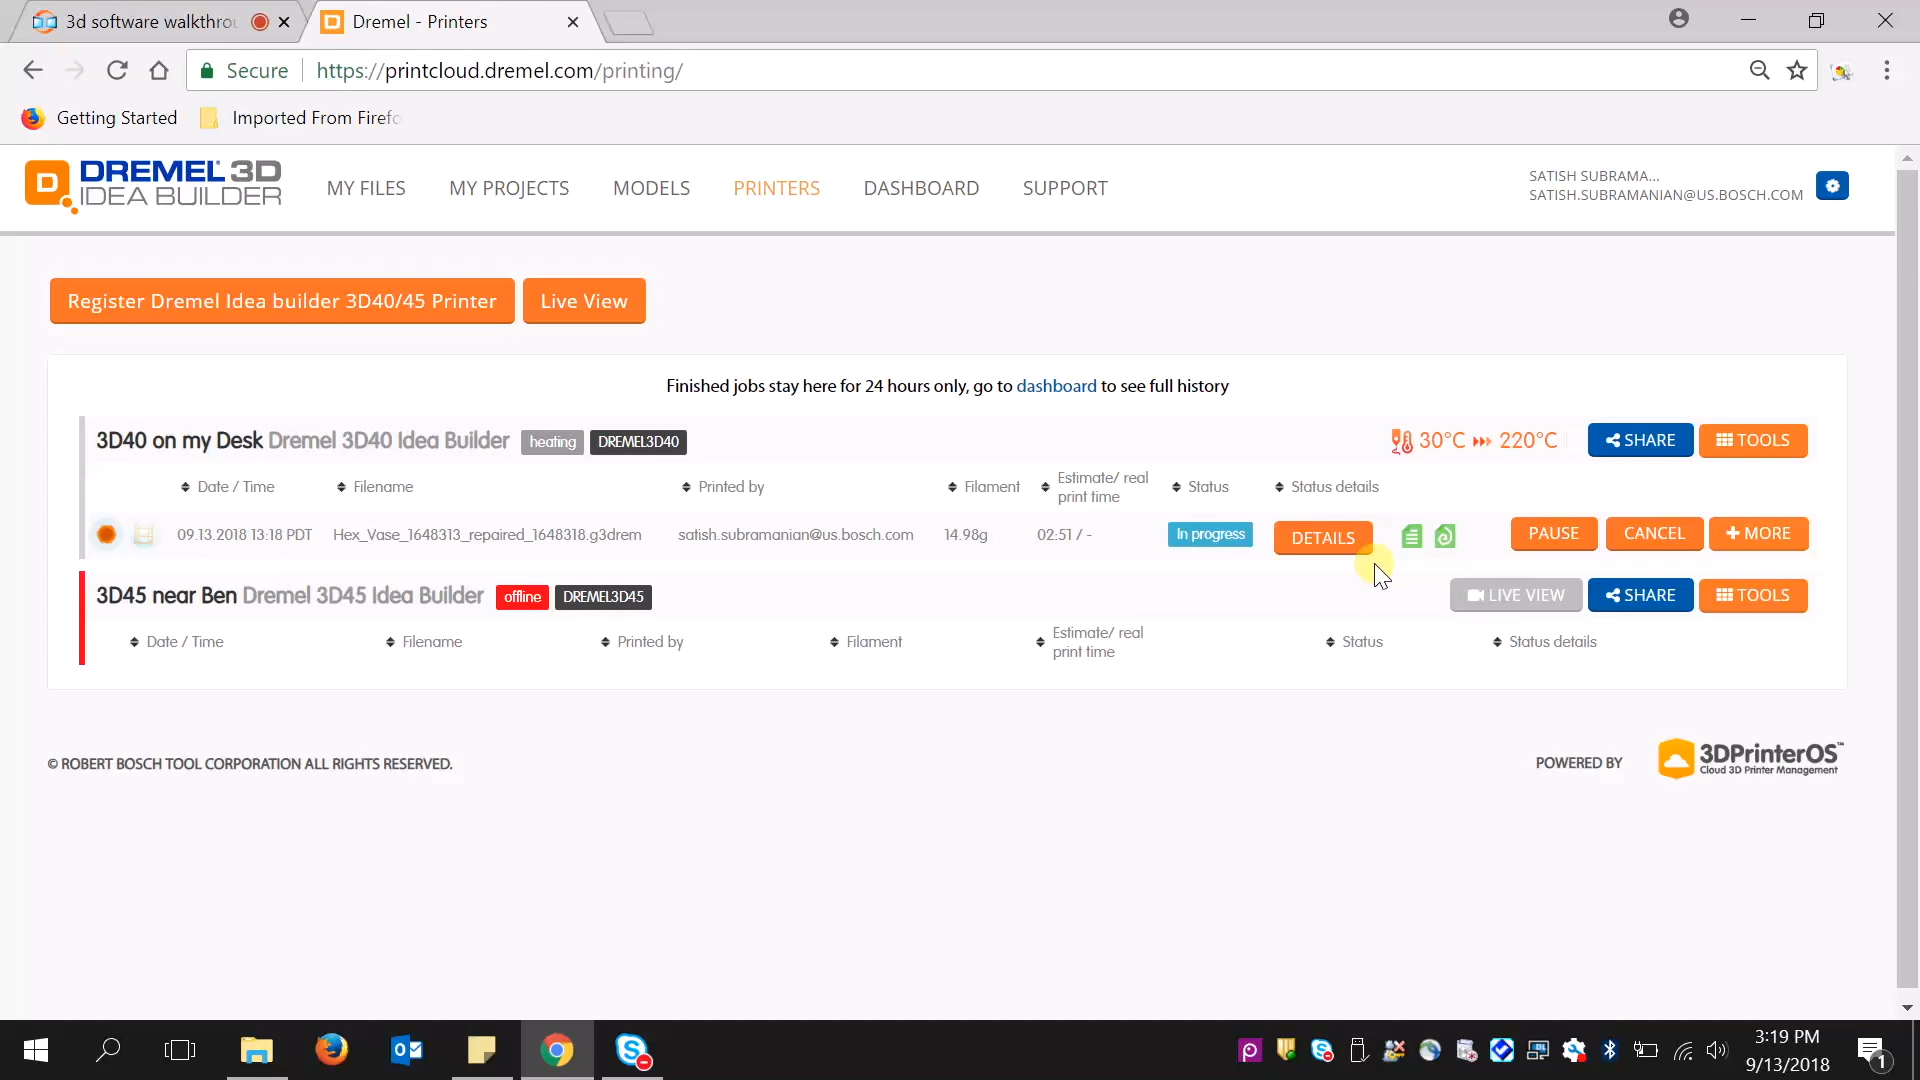 3d software walkthrou
Dremel - Printers
Secure
https://printcloud.dremel.com/printing/
Getting Started
Imported From Firefo
DREMEL 3D
IDEA BUILDER
MY FILES
MY PROJECTS
MODELS
PRINTERS
DASHBOARD
SUPPORT
SATISH SUBRAMA...
SATISH.SUBRAMANIAN@US.BOSCH.COM
Register Dremel Idea builder 3D40/45 Printer
Live View
Finished jobs stay here for 24 hours only, go to dashboard to see full history
3D40 on my Desk Dremel 3D40 Idea Builder heating DREMEL3D40
30°C 220°C
SHARE
TOOLS
Date / Time
Filename
Printed by
Filament
Estimate/ real
print time
Status
Status details
09.13.2018 13:18 PDT
Hex_Vase_1648313_repaired_1648318.g3drem
satish.subramanian@us.bosch.com
14.98g
02:51 / -
In progress
DETAILS
PAUSE
CANCEL
+ MORE
3D45 near Ben Dremel 3D45 Idea Builder offline DREMEL3D45
LIVE VIEW
SHARE
TOOLS
Date / Time
Filename
Printed by
Filament
Estimate/ real
print time
Status
Status details
© ROBERT BOSCH TOOL CORPORATION ALL RIGHTS RESERVED.
POWERED BY
3DPrinterOS™
Cloud 3D Printer Management
3:19 PM
9/13/2018
1